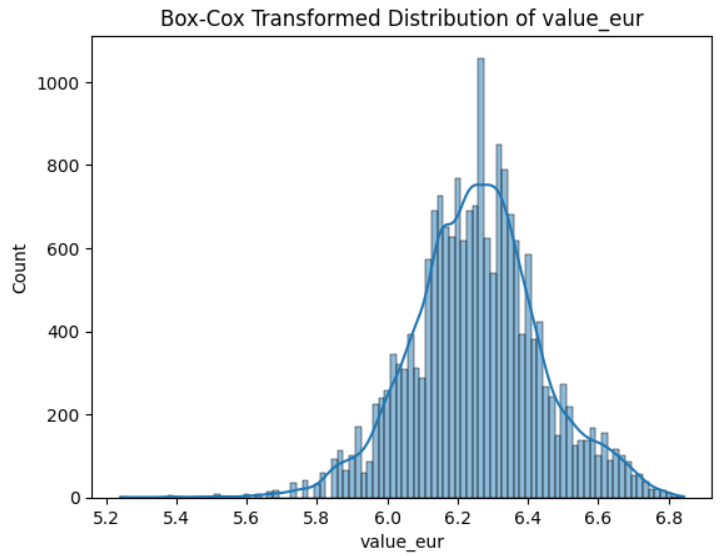 Box-Cox Transformed Distribution of value_eur
Count
1000
800
600
400
200
0
5.2 5.4 5.6 5.8 6.0 6.2 6.4 6.6 6.8
value_eur